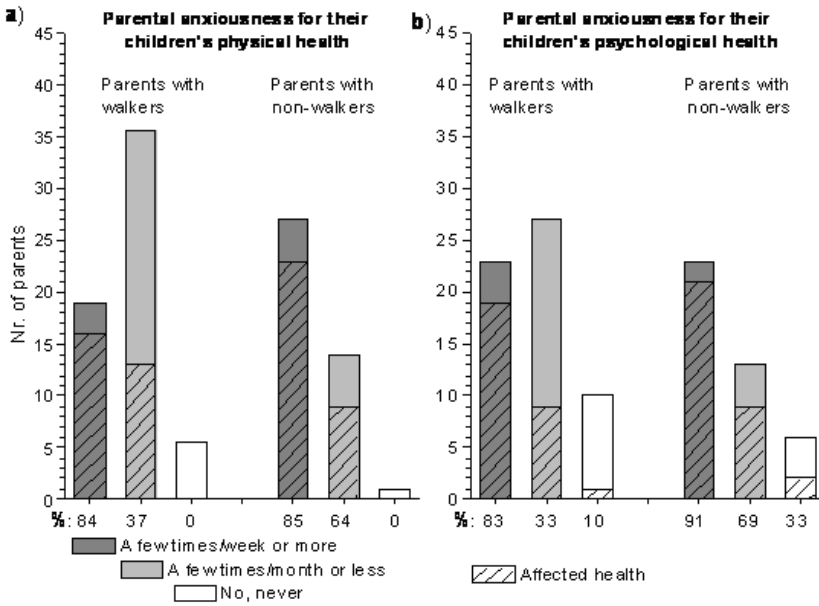 a) Parental anxiousness for their
children's physical health
Parents with
walkers
Parents with
non-walkers
45
40
35
30
25
20
15
10
5
0
Nr. of parents
%: 84 37 0 85 64 0
b) Parental anxiousness for their
children's psychological health
Parents with
walkers
Parents with
non-walkers
45
40
35
30
25
20
15
10
5
0
%: 83 33 10 91 69 33
A few times/week or more
A few times/month or less
No, never
Affected health